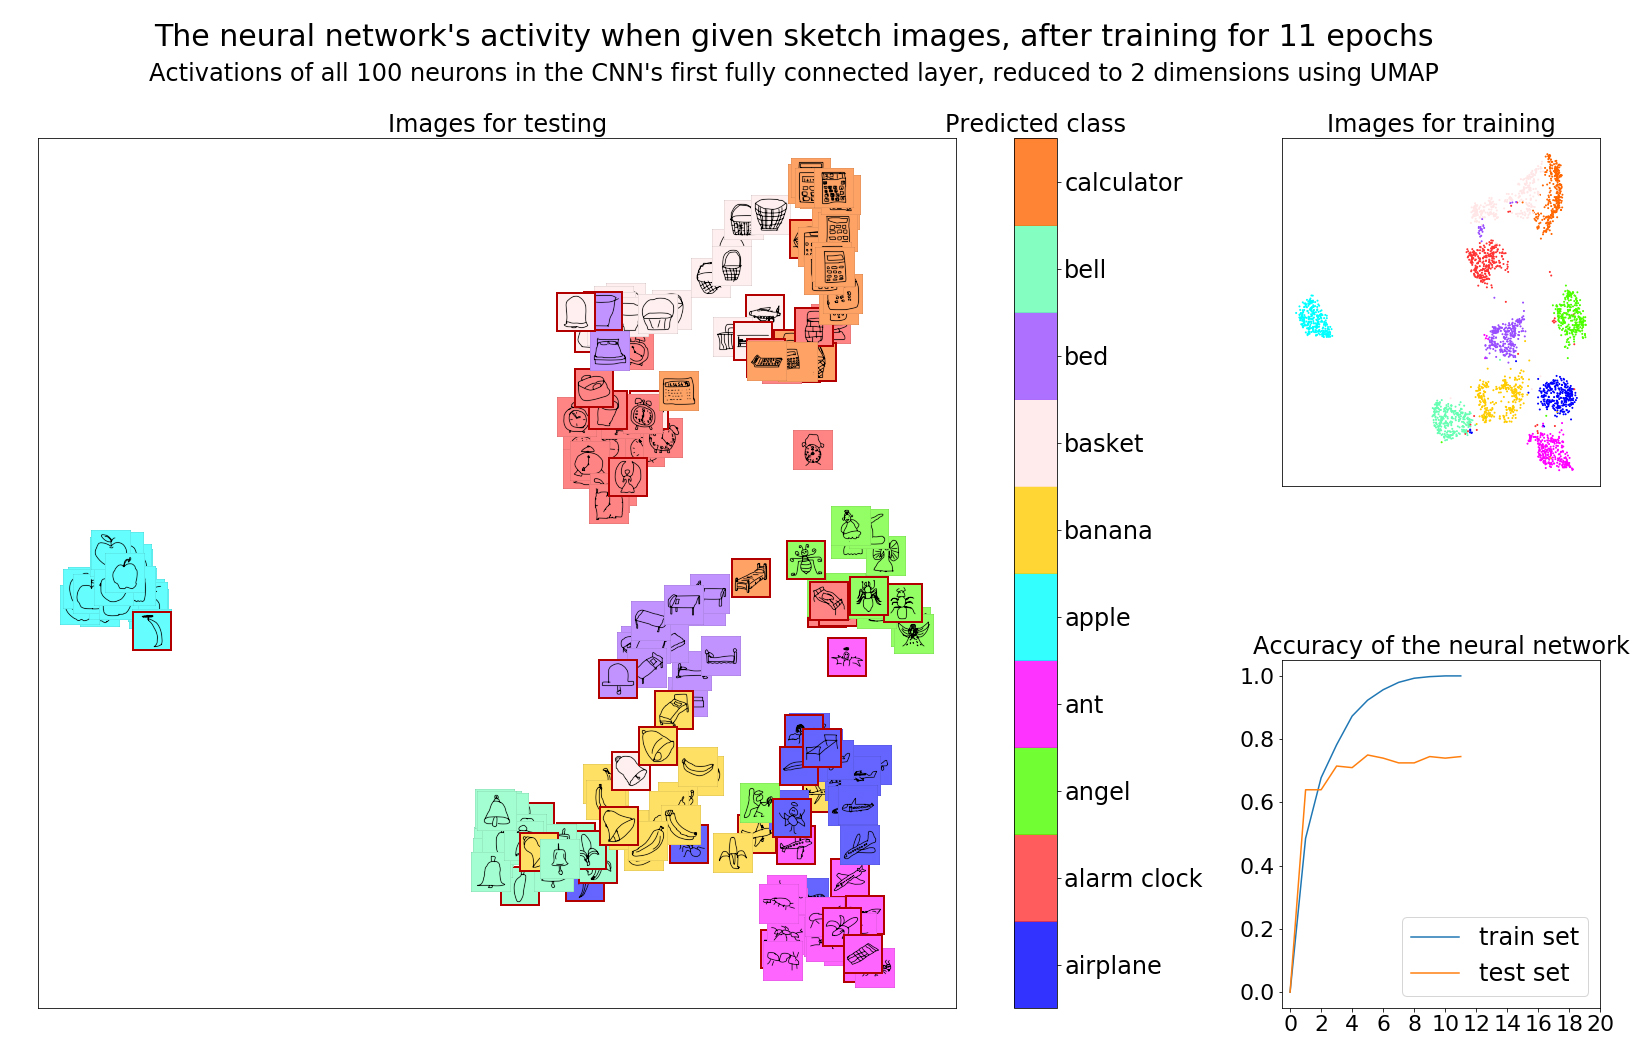 The neural network's activity when given sketch images, after training for 11 epochs
Activations of all 100 neurons in the CNN's first fully connected layer, reduced to 2 dimensions using UMAP
Images for testing
Predicted class
calculator
bell
bed
basket
banana
apple
ant
angel
alarm clock
airplane
Images for training
Accuracy of the neural network
1.0
0.8
0.6
0.4
0.2
0.0
train set
test set
0 2 4 6 8 10 12 14 16 18 20